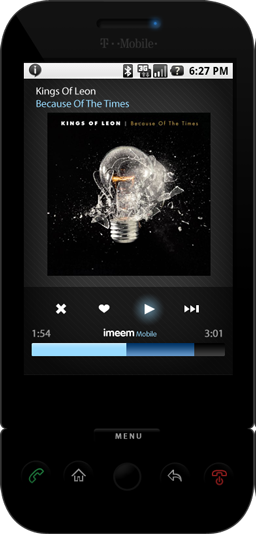 T··Mobile·
3G
6:27 PM
Kings Of Leon
Because Of The Times
KINGS OF LEON | Because Of The Times
1:54
imeem Mobile
3:01
MENU